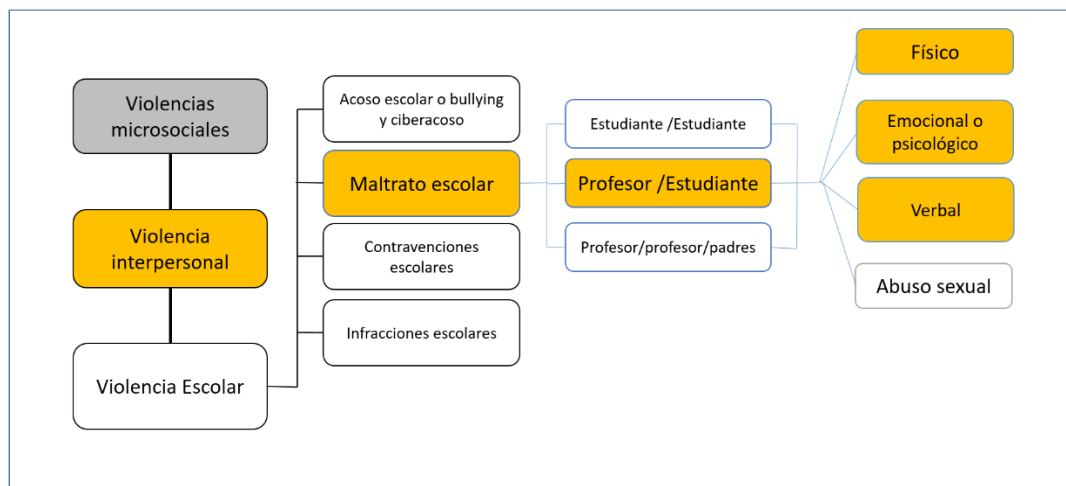 Violencias
microsociales
Violencia
interpersonal
Violencia Escolar
Acoso escolar o bullying
y ciberacoso
Maltrato escolar
Contravenciones
escolares
Infracciones escolares
Estudiante /Estudiante
Profesor /Estudiante
Profesor/profesor/padres
Físico
Emocional o
psicológico
Verbal
Abuso sexual